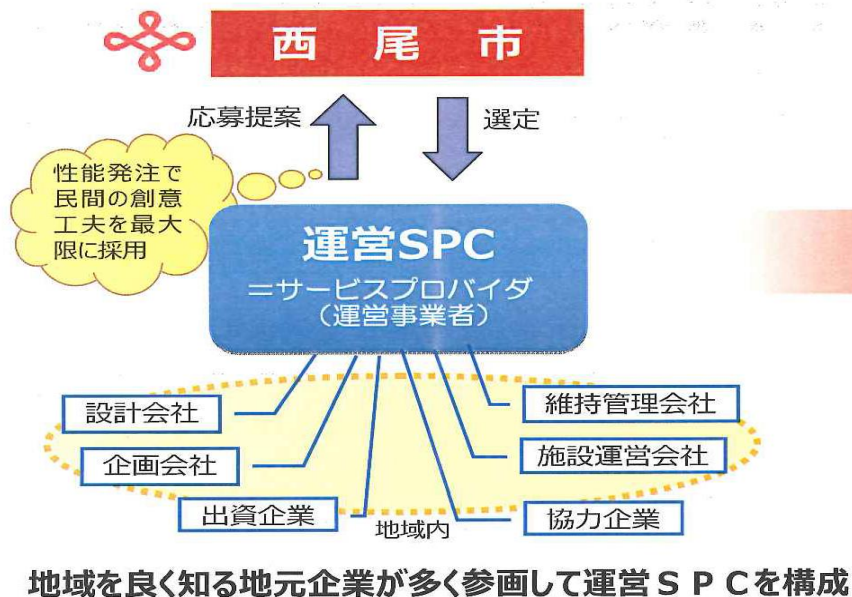 西尾市
応募提案
選定
性能発注で
民間の創意
工夫を最大
限に採用
運営SPC
＝サービスプロバイダ
（運営事業者）
設計会社
維持管理会社
企画会社
施設運営会社
出資企業
地域内
協力企業
地域を良く知る地元企業が多く参画して運営ＳＰＣを構成